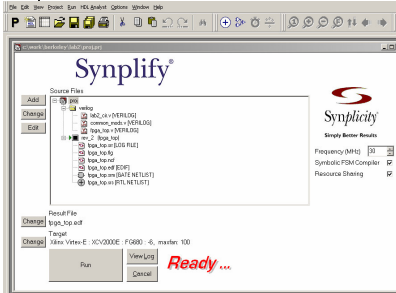 File Edit View Project Run HDL Analyst Options Window Help
P
c:\work\berkeley\lab2\proj.prj
Synplify®
Source Files
Add
Change
Edit
proj
verilog
lab2_cir.v [VERILOG]
common_mods.v [VERILOG]
fpga_top.v [VERILOG]
rev_2 [fpga_top]
fpga_top.srr [LOG FILE]
fpga_top.tlg
fpga_top.ncf
fpga_top.edf [EDIF]
fpga_top.srm [GATE NETLIST]
fpga_top.srs [RTL NETLIST]
Synplicity®
Simply Better Results
Frequency (MHz) 30
Symbolic FSM Compiler
Resource Sharing
Result File
Change fpga_top.edf
Target
Change Xilinx Virtex-E : XCV2000E : FG680 : -6, maxfan: 100
Run
View Log
Cancel
Ready ...